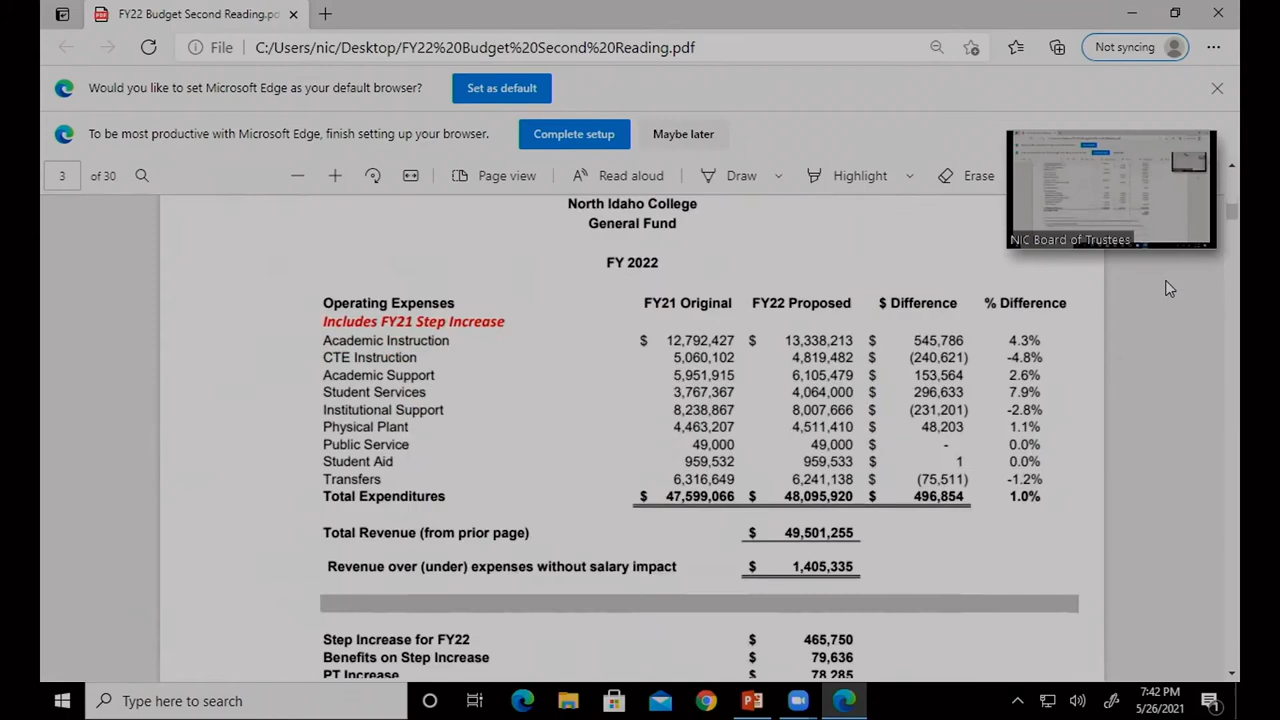 FY22 Budget Second Reading.pd
File C:/Users/nic/Desktop/FY22%20Budget%20Second%20Reading.pdf Not syncing
Would you like to set Microsoft Edge as your default browser? Set as default
To be most productive with Microsoft Edge, finish setting up your browser. Complete setup Maybe later
3 of 30 Page view Read aloud Draw Highlight Erase
NIC Board of Trustees
North Idaho College
General Fund
FY 2022
Operating Expenses FY21 Original FY22 Proposed $ Difference % Difference
Includes FY21 Step Increase
Academic Instruction $ 12,792,427 $ 13,338,213 $ 545,786 4.3%
CTE Instruction 5,060,102 4,819,482 $ (240,621) -4.8%
Academic Support 5,951,915 6,105,479 $ 153,564 2.6%
Student Services 3,767,367 4,064,000 $ 296,633 7.9%
Institutional Support 8,238,867 8,007,666 $ (231,201) -2.8%
Physical Plant 4,463,207 4,511,410 $ 48,203 1.1%
Public Service 49,000 49,000 $ - 0.0%
Student Aid 959,532 959,533 $ 1 0.0%
Transfers 6,316,649 6,241,138 $ (75,511) -1.2%
Total Expenditures $ 47,599,066 $ 48,095,920 $ 496,854 1.0%
Total Revenue (from prior page) $ 49,501,255
Revenue over (under) expenses without salary impact $ 1,405,335
Step Increase for FY22 $ 465,750
Benefits on Step Increase $ 79,636
PT Increase $ 78,285
Type here to search
7:42 PM
5/26/2021
1